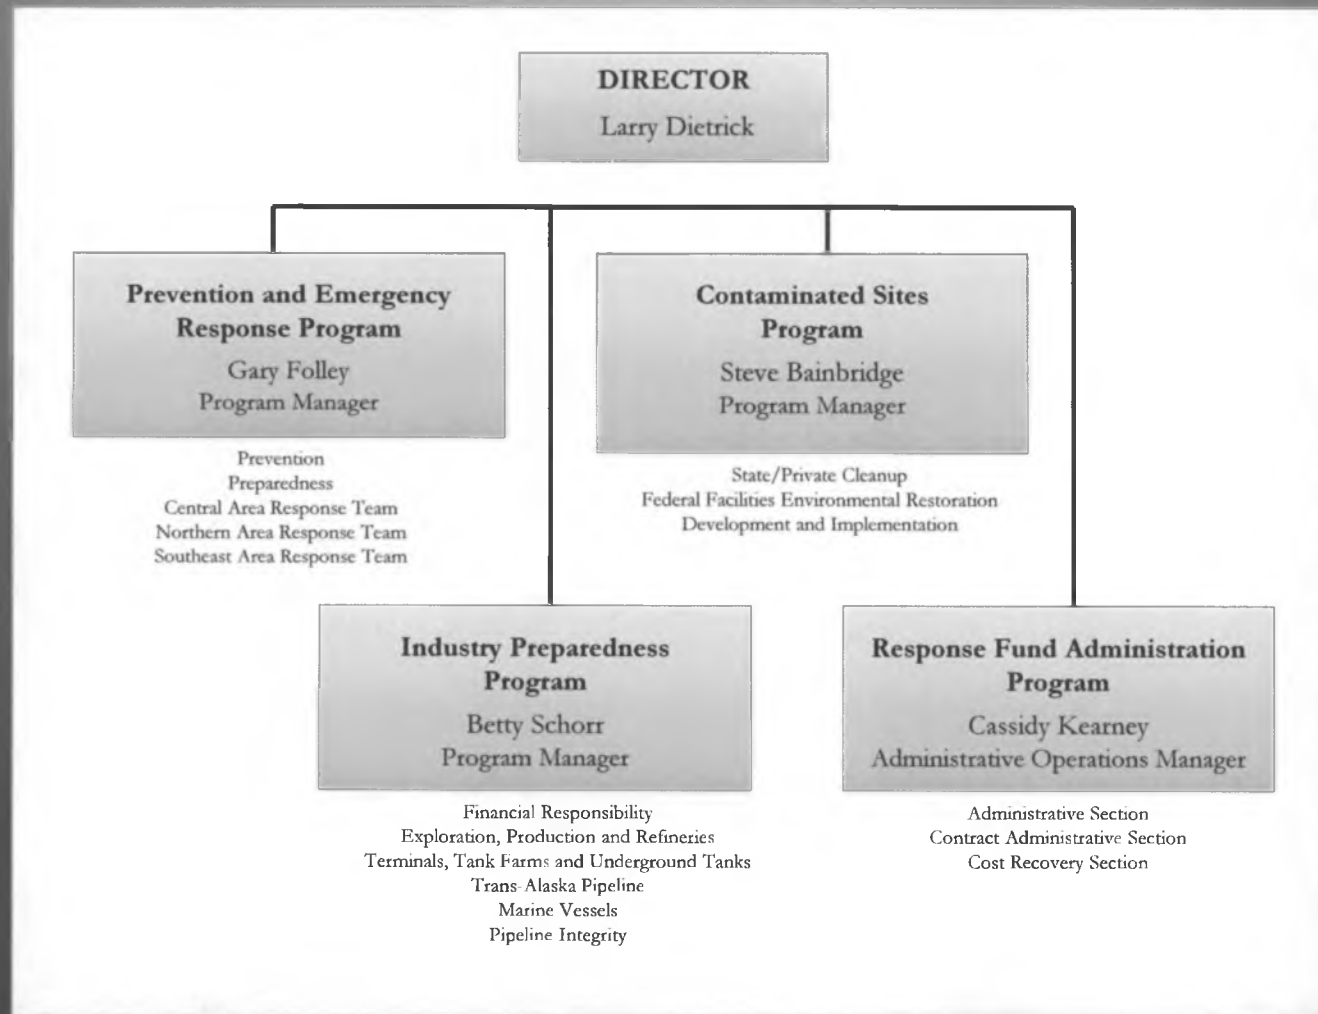 DIRECTOR
Larry Dietrick
Prevention and Emergency
Response Program
Gary Folley
Program Manager
Prevention
Preparedness
Central Area Response Team
Northern Area Response Team
Southeast Area Response Team
Contaminated Sites
Program
Steve Bainbridge
Program Manager
State/Private Cleanup
Federal Facilities Environmental Restoration
Development and Implementation
Industry Preparedness
Program
Betty Schorr
Program Manager
Financial Responsibility
Exploration, Production and Refineries
Terminals, Tank Farms and Underground Tanks
Trans-Alaska Pipeline
Marine Vessels
Pipeline Integrity
Response Fund Administration
Program
Cassidy Kearney
Administrative Operations Manager
Administrative Section
Contract Administrative Section
Cost Recovery Section